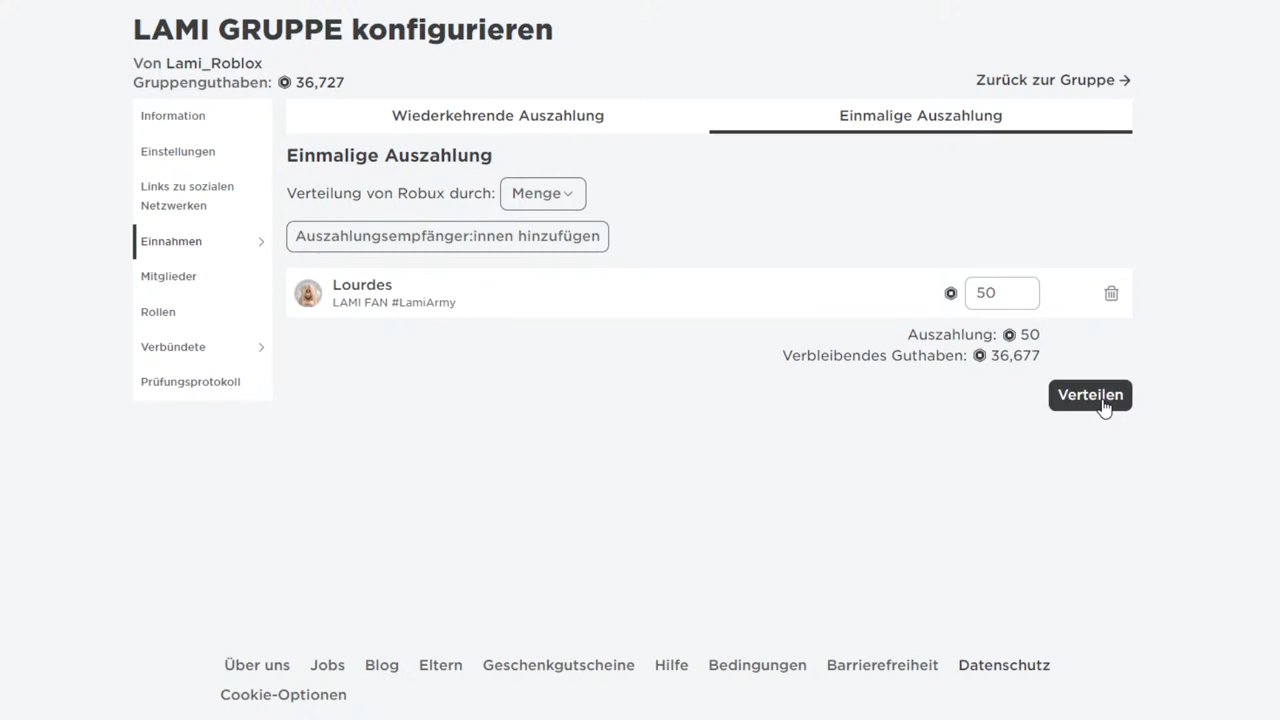 LAMI GRUPPE konfigurieren
Von Lami_Roblox
Gruppenguthaben: 36,727
Zurück zur Gruppe →
Information
Einstellungen
Links zu sozialen
Netzwerken
Einnahmen
Mitglieder
Rollen
Verbündete
Prüfungsprotokoll
Wiederkehrende Auszahlung
Einmalige Auszahlung
Einmalige Auszahlung
Verteilung von Robux durch: Menge
Auszahlungsempfänger:innen hinzufügen
Lourdes
LAMI FAN #LamiArmy
50
Auszahlung: 50
Verbleibendes Guthaben: 36,677
Verteilen
Über uns Jobs Blog Eltern Geschenkgutscheine Hilfe Bedingungen Barrierefreiheit Datenschutz
Cookie-Optionen